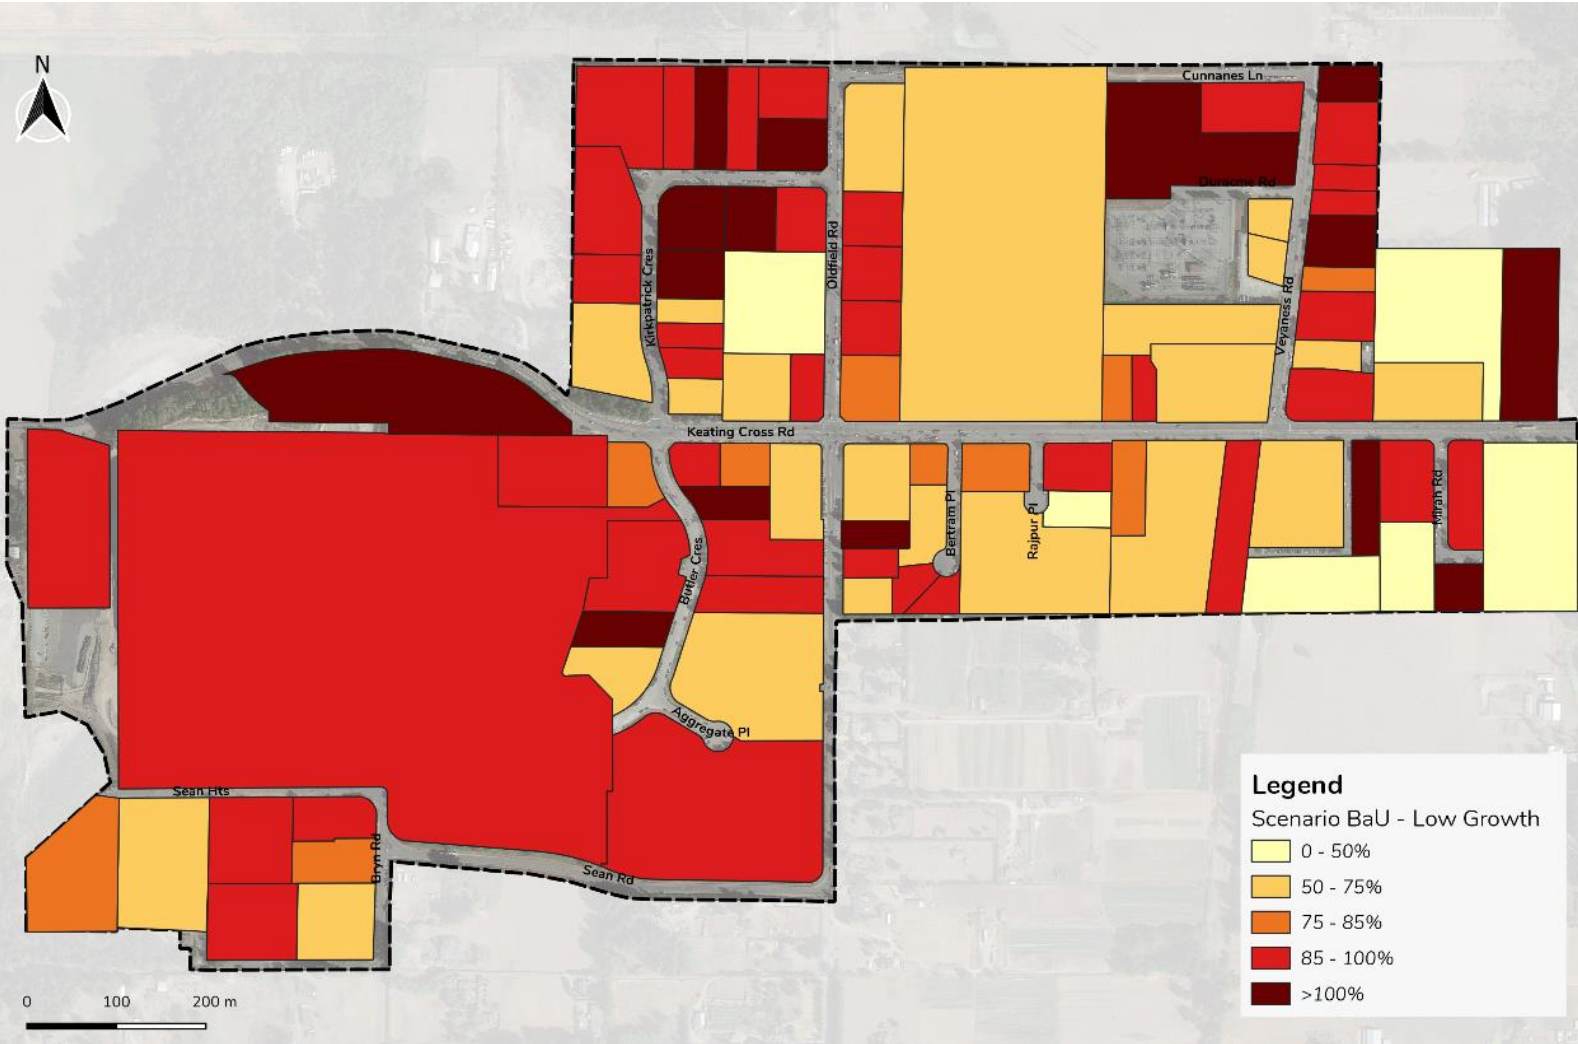 N
Cunnanes Ln
Duracme Rd
Oldfield Rd
Kirkpatrick Cres
Veyaness Rd
Keating Cross Rd
Bertram Pl
Rajpur Pl
Mirah Rd
Butler Cres
Aggregate Pl
Sean Hts
Bryn Rd
Sean Rd
Legend
Scenario BaU - Low Growth
0 - 50%
50 - 75%
75 - 85%
85 - 100%
>100%
0 100 200 m